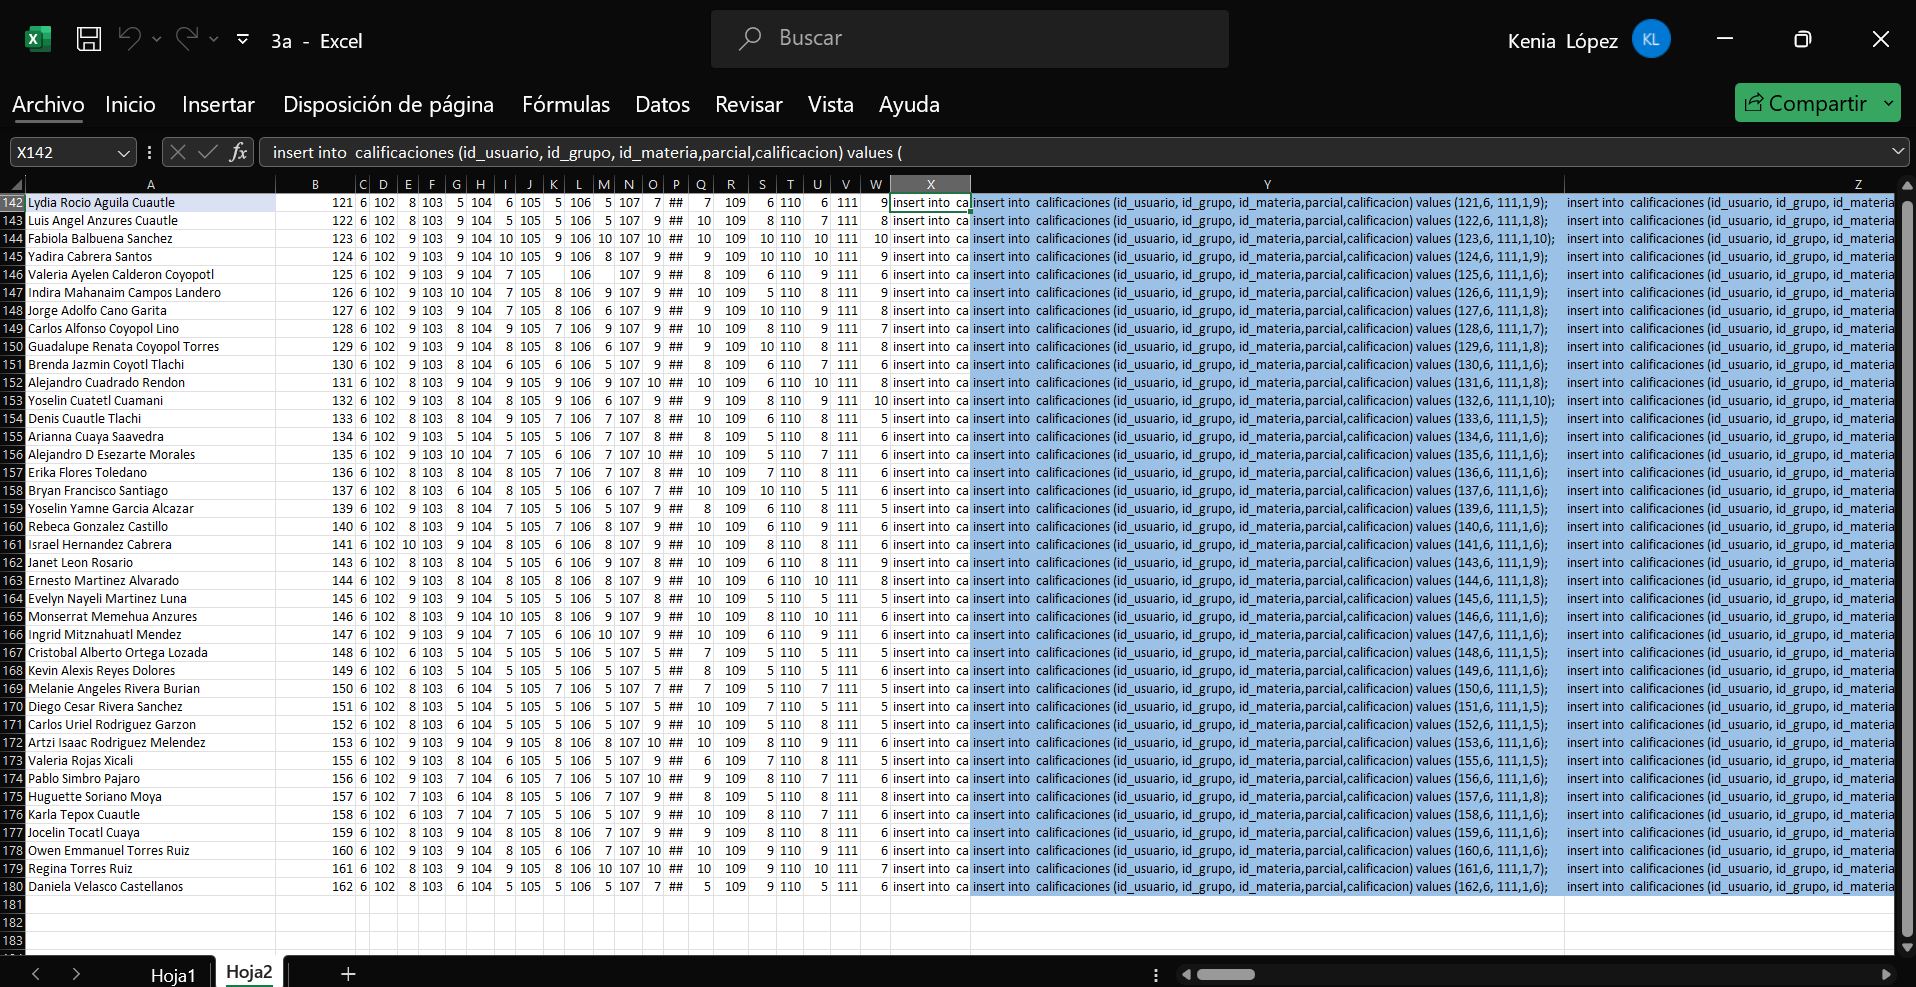 3a - Excel
Buscar
Kenia López KL
Archivo Inicio Insertar Disposición de página Fórmulas Datos Revisar Vista Ayuda
Compartir
X142 fx insert into calificaciones (id_usuario, id_grupo, id_materia,parcial,calificacion) values (
A B C D E F G H I J K L M N O P Q R S T U V W X Y Z
142 Lydia Rocio Aguila Cuautle 121 6 102 8 103 5 104 6 105 5 106 5 107 7 ## 7 109 6 110 6 111 9 insert into ca insert into calificaciones (id_usuario, id_grupo, id_materia,parcial,calificacion) values (121,6, 111,1,9); insert into calificaciones (id_usuario, id_grupo, id_materia
143 Luis Angel Anzures Cuautle 122 6 102 8 103 9 104 5 105 5 106 5 107 9 ## 10 109 8 110 7 111 8 insert into ca insert into calificaciones (id_usuario, id_grupo, id_materia,parcial,calificacion) values (122,6, 111,1,8); insert into calificaciones (id_usuario, id_grupo, id_materia
144 Fabiola Balbuena Sanchez 123 6 102 9 103 9 104 10 105 9 106 10 107 10 ## 10 109 10 110 10 111 10 insert into ca insert into calificaciones (id_usuario, id_grupo, id_materia,parcial,calificacion) values (123,6, 111,1,10); insert into calificaciones (id_usuario, id_grupo, id_materia
145 Yadira Cabrera Santos 124 6 102 9 103 9 104 10 105 9 106 8 107 9 ## 9 109 10 110 10 111 9 insert into ca insert into calificaciones (id_usuario, id_grupo, id_materia,parcial,calificacion) values (124,6, 111,1,9); insert into calificaciones (id_usuario, id_grupo, id_materia
146 Valeria Ayelen Calderon Coyopotl 125 6 102 9 103 9 104 7 105 106 107 9 ## 8 109 6 110 9 111 6 insert into ca insert into calificaciones (id_usuario, id_grupo, id_materia,parcial,calificacion) values (125,6, 111,1,6); insert into calificaciones (id_usuario, id_grupo, id_materia
147 Indira Mahanaim Campos Landero 126 6 102 9 103 10 104 7 105 8 106 9 107 9 ## 10 109 5 110 8 111 9 insert into ca insert into calificaciones (id_usuario, id_grupo, id_materia,parcial,calificacion) values (126,6, 111,1,9); insert into calificaciones (id_usuario, id_grupo, id_materia
148 Jorge Adolfo Cano Garita 127 6 102 9 103 9 104 7 105 8 106 6 107 9 ## 9 109 10 110 9 111 8 insert into ca insert into calificaciones (id_usuario, id_grupo, id_materia,parcial,calificacion) values (127,6, 111,1,8); insert into calificaciones (id_usuario, id_grupo, id_materia
149 Carlos Alfonso Coyopol Lino 128 6 102 9 103 8 104 9 105 7 106 9 107 9 ## 10 109 8 110 9 111 7 insert into ca insert into calificaciones (id_usuario, id_grupo, id_materia,parcial,calificacion) values (128,6, 111,1,7); insert into calificaciones (id_usuario, id_grupo, id_materia
150 Guadalupe Renata Coyopol Torres 129 6 102 9 103 9 104 8 105 8 106 6 107 9 ## 9 109 10 110 8 111 8 insert into ca insert into calificaciones (id_usuario, id_grupo, id_materia,parcial,calificacion) values (129,6, 111,1,8); insert into calificaciones (id_usuario, id_grupo, id_materia
151 Brenda Jazmin Coyotl Tlachi 130 6 102 9 103 8 104 6 105 6 106 5 107 9 ## 8 109 6 110 7 111 6 insert into ca insert into calificaciones (id_usuario, id_grupo, id_materia,parcial,calificacion) values (130,6, 111,1,6); insert into calificaciones (id_usuario, id_grupo, id_materia
152 Alejandro Cuadrado Rendon 131 6 102 8 103 9 104 9 105 9 106 9 107 10 ## 10 109 6 110 10 111 8 insert into ca insert into calificaciones (id_usuario, id_grupo, id_materia,parcial,calificacion) values (131,6, 111,1,8); insert into calificaciones (id_usuario, id_grupo, id_materia
153 Yoselin Cuatetl Cuamani 132 6 102 9 103 8 104 8 105 9 106 6 107 9 ## 9 109 8 110 9 111 10 insert into ca insert into calificaciones (id_usuario, id_grupo, id_materia,parcial,calificacion) values (132,6, 111,1,10); insert into calificaciones (id_usuario, id_grupo, id_materia
154 Denis Cuautle Tlachi 133 6 102 8 103 8 104 9 105 7 106 7 107 8 ## 10 109 6 110 8 111 5 insert into ca insert into calificaciones (id_usuario, id_grupo, id_materia,parcial,calificacion) values (133,6, 111,1,5); insert into calificaciones (id_usuario, id_grupo, id_materia
155 Arianna Cuaya Saavedra 134 6 102 9 103 5 104 5 105 5 106 7 107 8 ## 8 109 5 110 8 111 6 insert into ca insert into calificaciones (id_usuario, id_grupo, id_materia,parcial,calificacion) values (134,6, 111,1,6); insert into calificaciones (id_usuario, id_grupo, id_materia
156 Alejandro D Esezarte Morales 135 6 102 9 103 10 104 7 105 6 106 7 107 10 ## 10 109 5 110 7 111 6 insert into ca insert into calificaciones (id_usuario, id_grupo, id_materia,parcial,calificacion) values (135,6, 111,1,6); insert into calificaciones (id_usuario, id_grupo, id_materia
157 Erika Flores Toledano 136 6 102 8 103 8 104 8 105 7 106 7 107 8 ## 10 109 7 110 8 111 6 insert into ca insert into calificaciones (id_usuario, id_grupo, id_materia,parcial,calificacion) values (136,6, 111,1,6); insert into calificaciones (id_usuario, id_grupo, id_materia
158 Bryan Francisco Santiago 137 6 102 8 103 6 104 8 105 5 106 6 107 7 ## 10 109 10 110 5 111 6 insert into ca insert into calificaciones (id_usuario, id_grupo, id_materia,parcial,calificacion) values (137,6, 111,1,6); insert into calificaciones (id_usuario, id_grupo, id_materia
159 Yoselin Yamne Garcia Alcazar 139 6 102 9 103 8 104 7 105 5 106 5 107 9 ## 8 109 6 110 8 111 5 insert into ca insert into calificaciones (id_usuario, id_grupo, id_materia,parcial,calificacion) values (139,6, 111,1,5); insert into calificaciones (id_usuario, id_grupo, id_materia
160 Rebeca Gonzalez Castillo 140 6 102 8 103 9 104 5 105 7 106 8 107 9 ## 10 109 6 110 9 111 6 insert into ca insert into calificaciones (id_usuario, id_grupo, id_materia,parcial,calificacion) values (140,6, 111,1,6); insert into calificaciones (id_usuario, id_grupo, id_materia
161 Israel Hernandez Cabrera 141 6 102 10 103 9 104 8 105 6 106 8 107 9 ## 10 109 8 110 8 111 6 insert into ca insert into calificaciones (id_usuario, id_grupo, id_materia,parcial,calificacion) values (141,6, 111,1,6); insert into calificaciones (id_usuario, id_grupo, id_materia
162 Janet Leon Rosario 143 6 102 8 103 8 104 5 105 6 106 9 107 8 ## 10 109 8 110 8 111 9 insert into ca insert into calificaciones (id_usuario, id_grupo, id_materia,parcial,calificacion) values (143,6, 111,1,9); insert into calificaciones (id_usuario, id_grupo, id_materia
163 Ernesto Martinez Alvarado 144 6 102 9 103 8 104 8 105 8 106 8 107 9 ## 10 109 6 110 10 111 8 insert into ca insert into calificaciones (id_usuario, id_grupo, id_materia,parcial,calificacion) values (144,6, 111,1,8); insert into calificaciones (id_usuario, id_grupo, id_materia
164 Evelyn Nayeli Martinez Luna 145 6 102 9 103 9 104 5 105 5 106 5 107 8 ## 10 109 5 110 5 111 5 insert into ca insert into calificaciones (id_usuario, id_grupo, id_materia,parcial,calificacion) values (145,6, 111,1,5); insert into calificaciones (id_usuario, id_grupo, id_materia
165 Monserrat Memehua Anzures 146 6 102 8 103 9 104 10 105 8 106 9 107 9 ## 10 109 8 110 10 111 6 insert into ca insert into calificaciones (id_usuario, id_grupo, id_materia,parcial,calificacion) values (146,6, 111,1,6); insert into calificaciones (id_usuario, id_grupo, id_materia
166 Ingrid Mitznahuatl Mendez 147 6 102 9 103 9 104 7 105 6 106 10 107 9 ## 10 109 6 110 9 111 6 insert into ca insert into calificaciones (id_usuario, id_grupo, id_materia,parcial,calificacion) values (147,6, 111,1,6); insert into calificaciones (id_usuario, id_grupo, id_materia
167 Cristobal Alberto Ortega Lozada 148 6 102 6 103 5 104 5 105 5 106 5 107 5 ## 7 109 5 110 5 111 5 insert into ca insert into calificaciones (id_usuario, id_grupo, id_materia,parcial,calificacion) values (148,6, 111,1,5); insert into calificaciones (id_usuario, id_grupo, id_materia
168 Kevin Alexis Reyes Dolores 149 6 102 6 103 5 104 5 105 5 106 5 107 5 ## 8 109 5 110 5 111 6 insert into ca insert into calificaciones (id_usuario, id_grupo, id_materia,parcial,calificacion) values (149,6, 111,1,6); insert into calificaciones (id_usuario, id_grupo, id_materia
169 Melanie Angeles Rivera Burian 150 6 102 8 103 6 104 5 105 7 106 5 107 7 ## 7 109 5 110 7 111 5 insert into ca insert into calificaciones (id_usuario, id_grupo, id_materia,parcial,calificacion) values (150,6, 111,1,5); insert into calificaciones (id_usuario, id_grupo, id_materia
170 Diego Cesar Rivera Sanchez 151 6 102 8 103 5 104 5 105 5 106 5 107 5 ## 10 109 7 110 5 111 5 insert into ca insert into calificaciones (id_usuario, id_grupo, id_materia,parcial,calificacion) values (151,6, 111,1,5); insert into calificaciones (id_usuario, id_grupo, id_materia
171 Carlos Uriel Rodriguez Garzon 152 6 102 8 103 6 104 5 105 5 106 5 107 9 ## 10 109 5 110 8 111 5 insert into ca insert into calificaciones (id_usuario, id_grupo, id_materia,parcial,calificacion) values (152,6, 111,1,5); insert into calificaciones (id_usuario, id_grupo, id_materia
172 Artzi Isaac Rodriguez Melendez 153 6 102 9 103 9 104 9 105 8 106 8 107 10 ## 10 109 8 110 9 111 6 insert into ca insert into calificaciones (id_usuario, id_grupo, id_materia,parcial,calificacion) values (153,6, 111,1,6); insert into calificaciones (id_usuario, id_grupo, id_materia
173 Valeria Rojas Xicali 155 6 102 9 103 8 104 6 105 5 106 5 107 9 ## 6 109 7 110 8 111 5 insert into ca insert into calificaciones (id_usuario, id_grupo, id_materia,parcial,calificacion) values (155,6, 111,1,5); insert into calificaciones (id_usuario, id_grupo, id_materia
174 Pablo Simbro Pajaro 156 6 102 9 103 7 104 6 105 7 106 5 107 10 ## 9 109 8 110 7 111 6 insert into ca insert into calificaciones (id_usuario, id_grupo, id_materia,parcial,calificacion) values (156,6, 111,1,6); insert into calificaciones (id_usuario, id_grupo, id_materia
175 Huguette Soriano Moya 157 6 102 7 103 6 104 8 105 5 106 7 107 9 ## 8 109 5 110 8 111 8 insert into ca insert into calificaciones (id_usuario, id_grupo, id_materia,parcial,calificacion) values (157,6, 111,1,8); insert into calificaciones (id_usuario, id_grupo, id_materia
176 Karla Tepox Cuautle 158 6 102 6 103 7 104 7 105 5 106 5 107 9 ## 10 109 8 110 7 111 6 insert into ca insert into calificaciones (id_usuario, id_grupo, id_materia,parcial,calificacion) values (158,6, 111,1,6); insert into calificaciones (id_usuario, id_grupo, id_materia
177 Jocelin Tocatl Cuaya 159 6 102 8 103 9 104 8 105 8 106 7 107 9 ## 9 109 8 110 8 111 6 insert into ca insert into calificaciones (id_usuario, id_grupo, id_materia,parcial,calificacion) values (159,6, 111,1,6); insert into calificaciones (id_usuario, id_grupo, id_materia
178 Owen Emmanuel Torres Ruiz 160 6 102 9 103 9 104 8 105 6 106 7 107 10 ## 10 109 9 110 9 111 6 insert into ca insert into calificaciones (id_usuario, id_grupo, id_materia,parcial,calificacion) values (160,6, 111,1,6); insert into calificaciones (id_usuario, id_grupo, id_materia
179 Regina Torres Ruiz 161 6 102 8 103 9 104 9 105 8 106 10 107 10 ## 10 109 9 110 10 111 7 insert into ca insert into calificaciones (id_usuario, id_grupo, id_materia,parcial,calificacion) values (161,6, 111,1,7); insert into calificaciones (id_usuario, id_grupo, id_materia
180 Daniela Velasco Castellanos 162 6 102 8 103 6 104 5 105 5 106 5 107 7 ## 5 109 9 110 5 111 6 insert into ca insert into calificaciones (id_usuario, id_grupo, id_materia,parcial,calificacion) values (162,6, 111,1,6); insert into calificaciones (id_usuario, id_grupo, id_materia
181
182
183
Hoja1 Hoja2